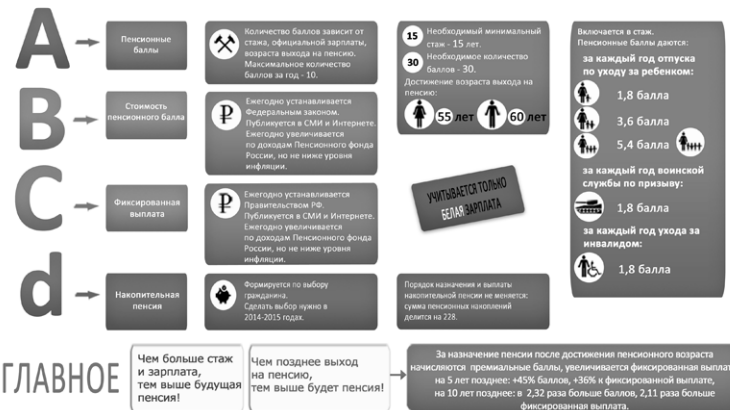 A
Пенсионные
баллы
Количество баллов зависит от
стажа, официальной зарплаты,
возраста выхода на пенсию.
Максимальное количество
баллов за год - 10.
15 Необходимый минимальный
стаж - 15 лет.
30 Необходимое количество
баллов - 30.
Достижение возраста выхода на
пенсию:
55 лет 60 лет
Включается в стаж.
Пенсионные баллы даются:
за каждый год отпуска
по уходу за ребенком:
1,8 балла
3,6 балла
5,4 балла
за каждый год воинской
службы по призыву:
1,8 балла
за каждый год ухода за
инвалидом:
1,8 балла
B
Стоимость
пенсионного балла
₽
Ежегодно устанавливается
Федеральным законом.
Публикуется в СМИ и Интернете.
Ежегодно увеличивается
по доходам Пенсионного фонда
России, но не ниже уровня
инфляции.
C
Фиксированная
выплата
₽
Ежегодно устанавливается
Правительством РФ.
Публикуется в СМИ и Интернете.
Ежегодно увеличивается
по доходам Пенсионного фонда
России, но не ниже уровня
инфляции.
УЧИТЫВАЕТСЯ ТОЛЬКО
БЕЛАЯ ЗАРПЛАТА
d
Накопительная
пенсия
Формируется по выбору
гражданина.
Сделать выбор нужно в
2014-2015 годах.
Порядок назначения и выплаты
накопительной пенсии не меняется:
сумма пенсионных накоплений
делится на 228.
ГЛАВНОЕ
Чем больше стаж
и зарплата,
тем выше будущая
пенсия!
Чем позднее выход
на пенсию,
тем выше будет пенсия!
За назначение пенсии после достижения пенсионного возраста
начисляются премиальные баллы, увеличивается фиксированная выплат
на 5 лет позднее: +45% баллов, +36% к фиксированной выплате,
на 10 лет позднее: в 2,32 раза больше баллов, 2,11 раза больше
фиксированная выплата.